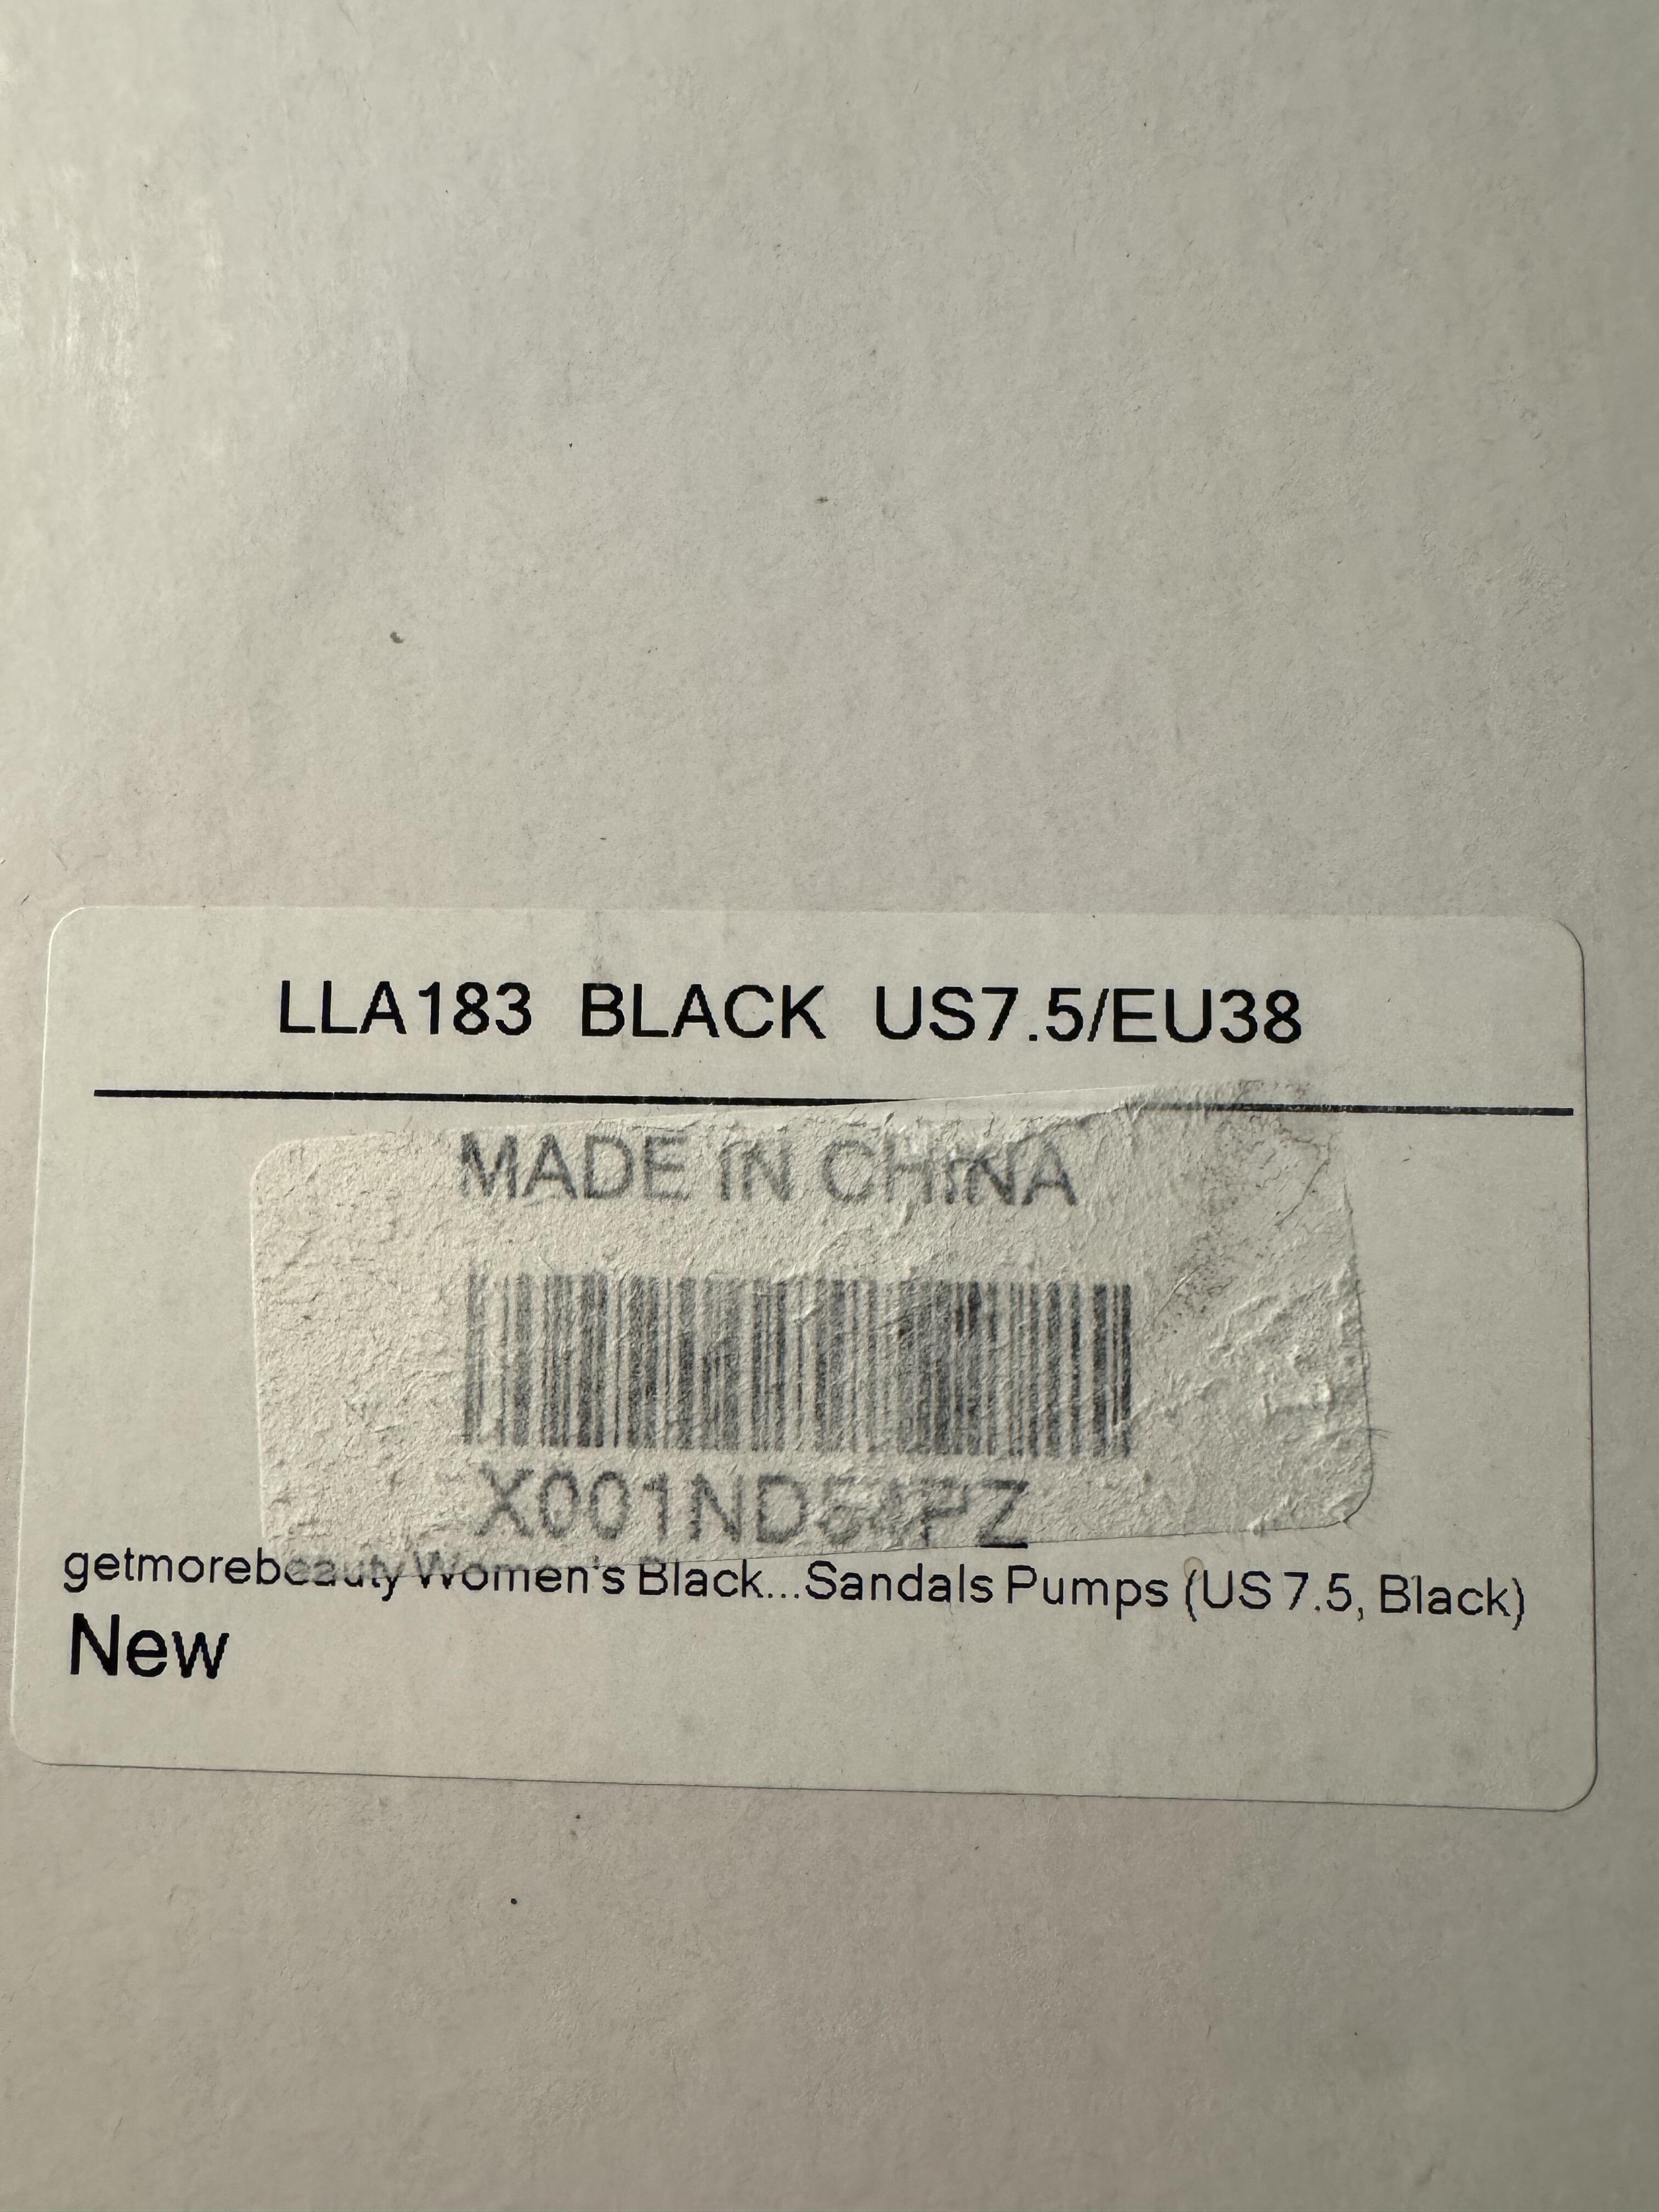 LLA183 BLACK US7.5/EU38
MADE IN CHINA
getmorebeauty Women's Black...Sandals Pumps (US 7.5, Black)
New